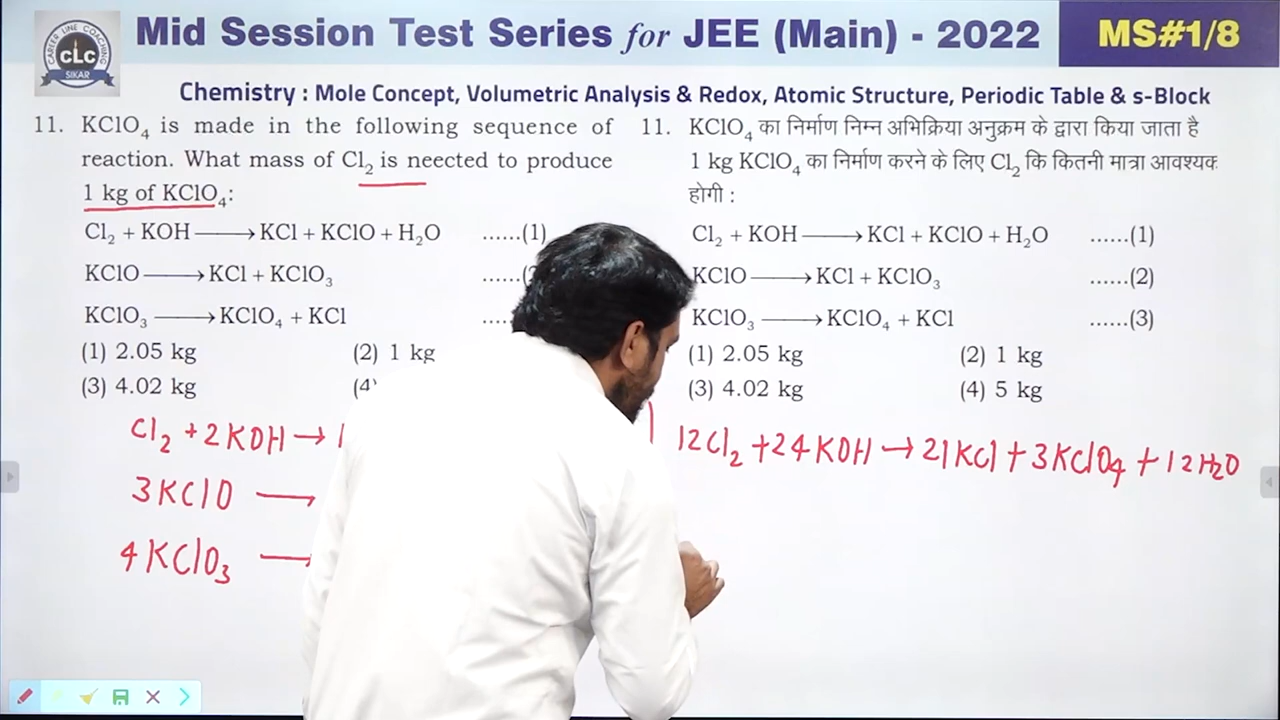 CAREER LINE COACHING
CLC
SIKAR
Mid Session Test Series for JEE (Main) - 2022
MS#1/8
Chemistry : Mole Concept, Volumetric Analysis & Redox, Atomic Structure, Periodic Table & s-Block
11. KClO₄ is made in the following sequence of
reaction. What mass of Cl₂ is neected to produce
1 kg of KClO₄:
Cl₂ + KOH ⟶ KCl + KClO + H₂O ......(1)
KClO ⟶ KCl + KClO₃ ......(
KClO₃ ⟶ KClO₄ + KCl ....
(1) 2.05 kg (2) 1 kg
(3) 4.02 kg (4)
11. KClO₄ का निर्माण निम्न अभिक्रिया अनुक्रम के द्वारा किया जाता है
1 kg KClO₄ का निर्माण करने के लिए Cl₂ कि कितनी मात्रा आवश्यक
होगी :
Cl₂ + KOH ⟶ KCl + KClO + H₂O ......(1)
KClO ⟶ KCl + KClO₃ ......(2)
KClO₃ ⟶ KClO₄ + KCl ......(3)
(1) 2.05 kg (2) 1 kg
(3) 4.02 kg (4) 5 kg
Cl₂ + 2KOH →
3KClO ⟶
4KClO₃ ⟶
12Cl₂ + 24KOH → 21KCl + 3KClO₄ + 12H₂O